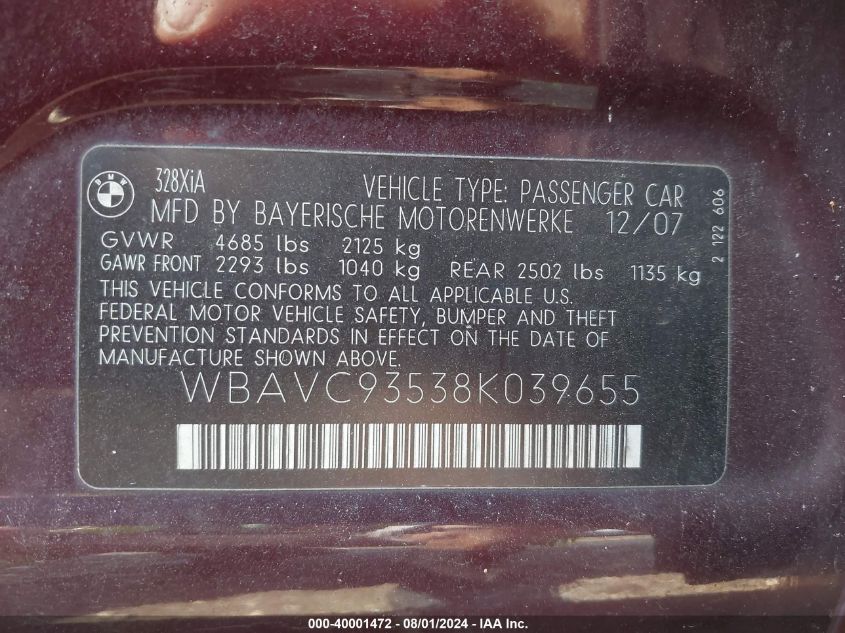 BMW
328XiA VEHICLE TYPE: PASSENGER CAR
MFD BY BAYERISCHE MOTORENWERKE 12/07
GVWR 4685 lbs 2125 kg
GAWR FRONT 2293 lbs 1040 kg REAR 2502 lbs 1135 kg
THIS VEHICLE CONFORMS TO ALL APPLICABLE U.S.
FEDERAL MOTOR VEHICLE SAFETY, BUMPER AND THEFT
PREVENTION STANDARDS IN EFFECT ON THE DATE OF
MANUFACTURE SHOWN ABOVE.
WBAVC93538K039655
2 122 606
000-40001472 - 08/01/2024 - IAA Inc.